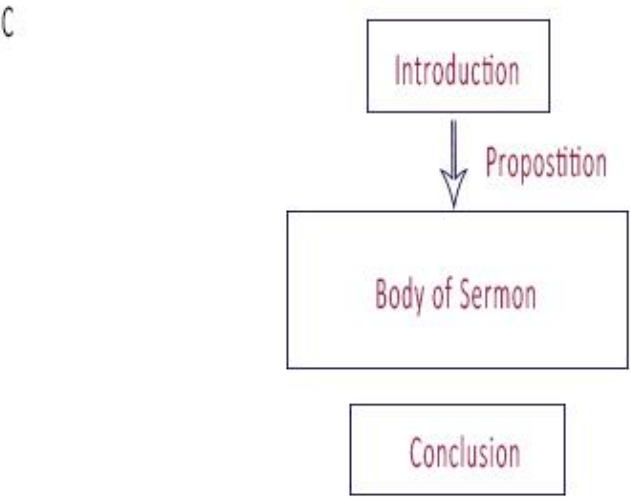 C
Introduction
Propostition
Body of Sermon
Conclusion